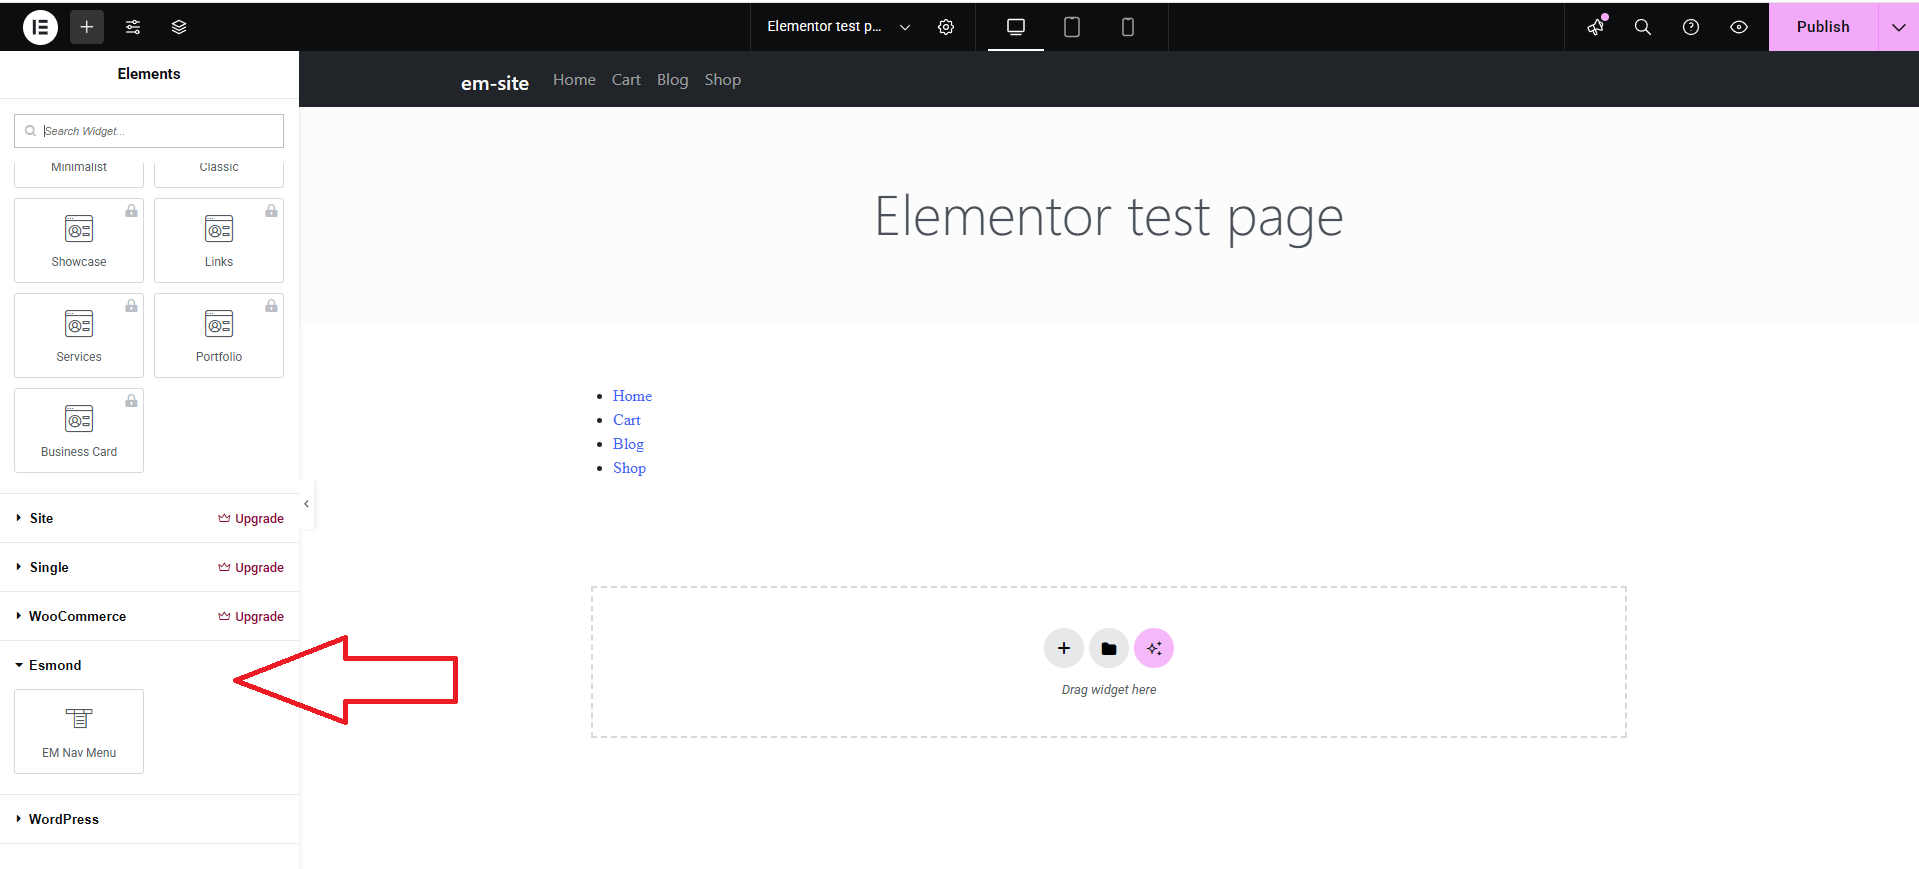 Elementor test p...
Publish
Elements
Search Widget...
Minimalist
Classic
Showcase
Links
Services
Portfolio
Business Card
Site
Upgrade
Single
Upgrade
WooCommerce
Upgrade
Esmond
EM Nav Menu
WordPress
em-site Home Cart Blog Shop
Elementor test page
Home
Cart
Blog
Shop
Drag widget here